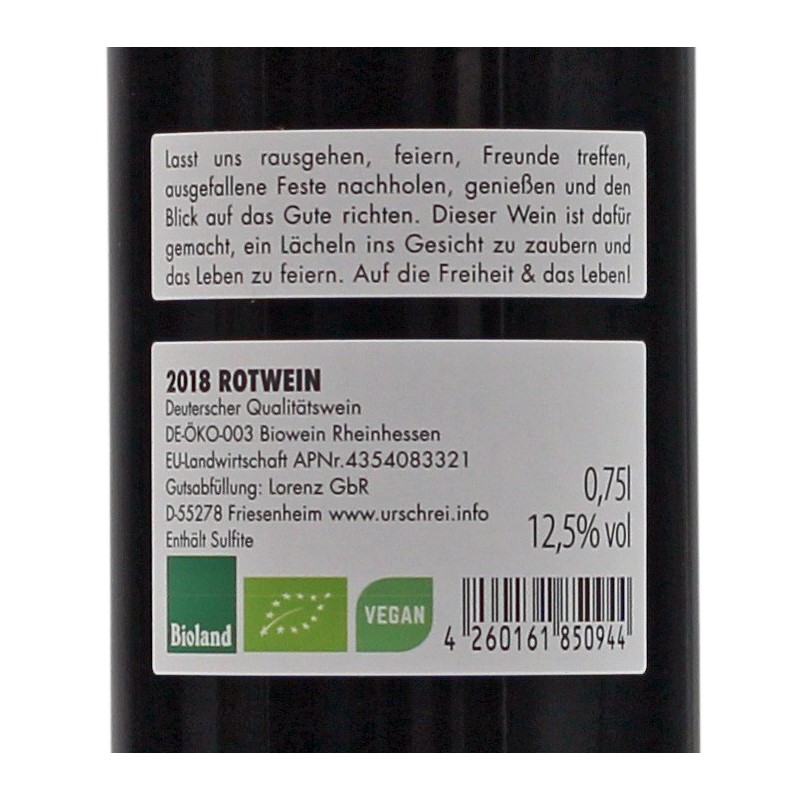 Lasst uns rausgehen, feiern, Freunde treffen,
ausgefallene Feste nachholen, genießen und den
Blick auf das Gute richten. Dieser Wein ist dafür
gemacht, ein Lächeln ins Gesicht zu zaubern und
das Leben zu feiern. Auf die Freiheit & das Leben!
2018 ROTWEIN
Deuterscher Qualitätswein
DE-ÖKO-003 Biowein Rheinhessen
EU-Landwirtschaft APNr.4354083321
Gutsabfüllung: Lorenz GbR
D-55278 Friesenheim www.urschrei.info
Enthält Sulfite
0,75l
12,5% vol
Bioland
VEGAN
4 260161 850944